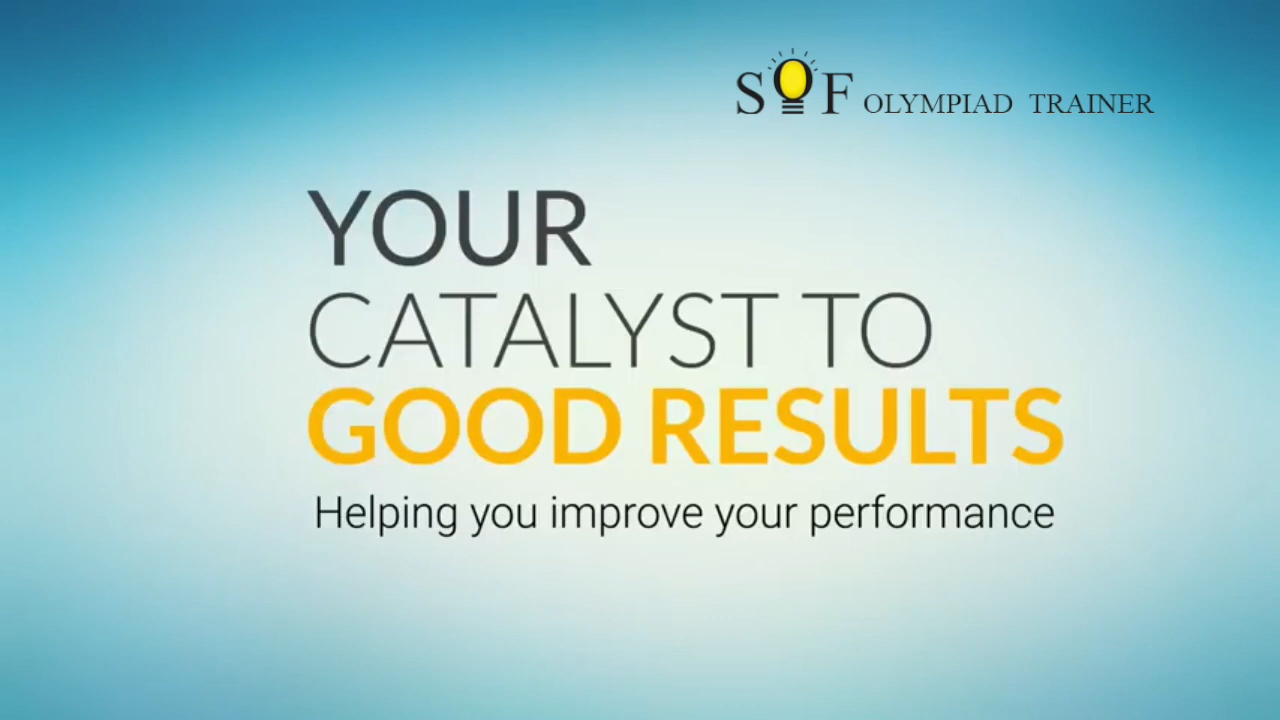 SOF OLYMPIAD TRAINER
YOUR
CATALYST TO
GOOD RESULTS
Helping you improve your performance